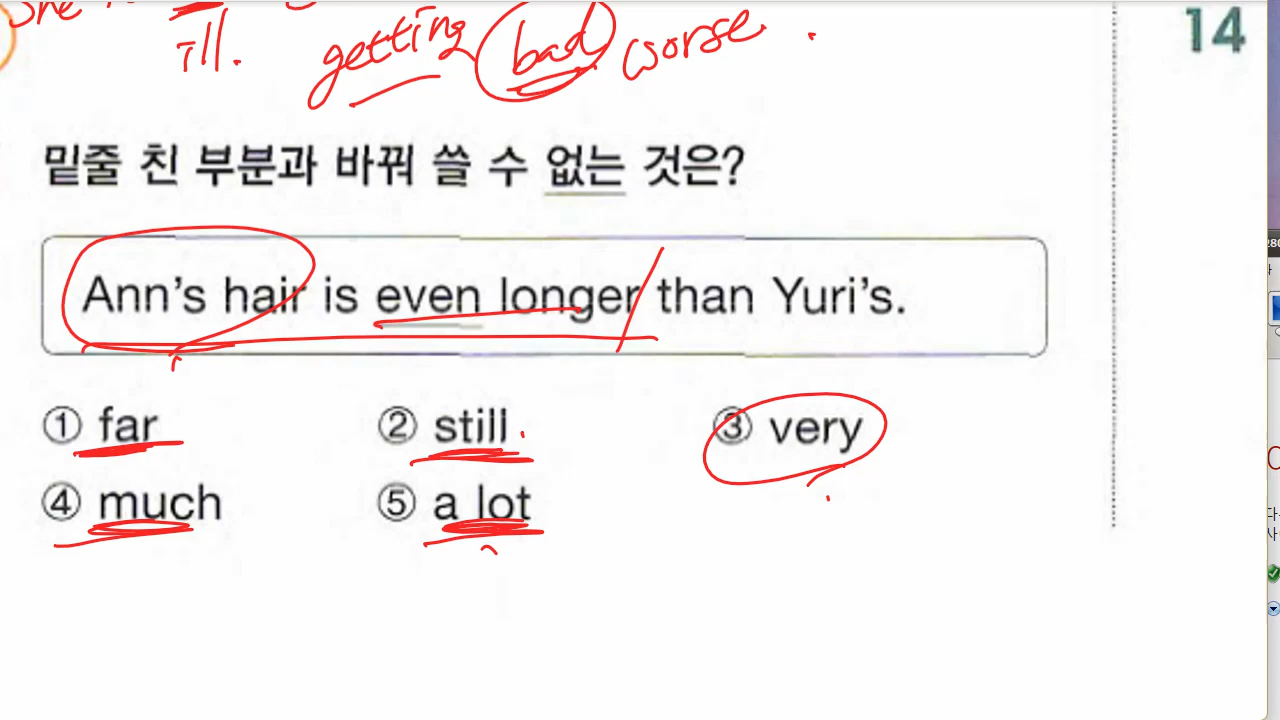 She
ill. getting bad worse.
14
밑줄 친 부분과 바꿔 쓸 수 없는 것은?
Ann's hair is even longer than Yuri's.
① far ② still ③ very
④ much ⑤ a lot